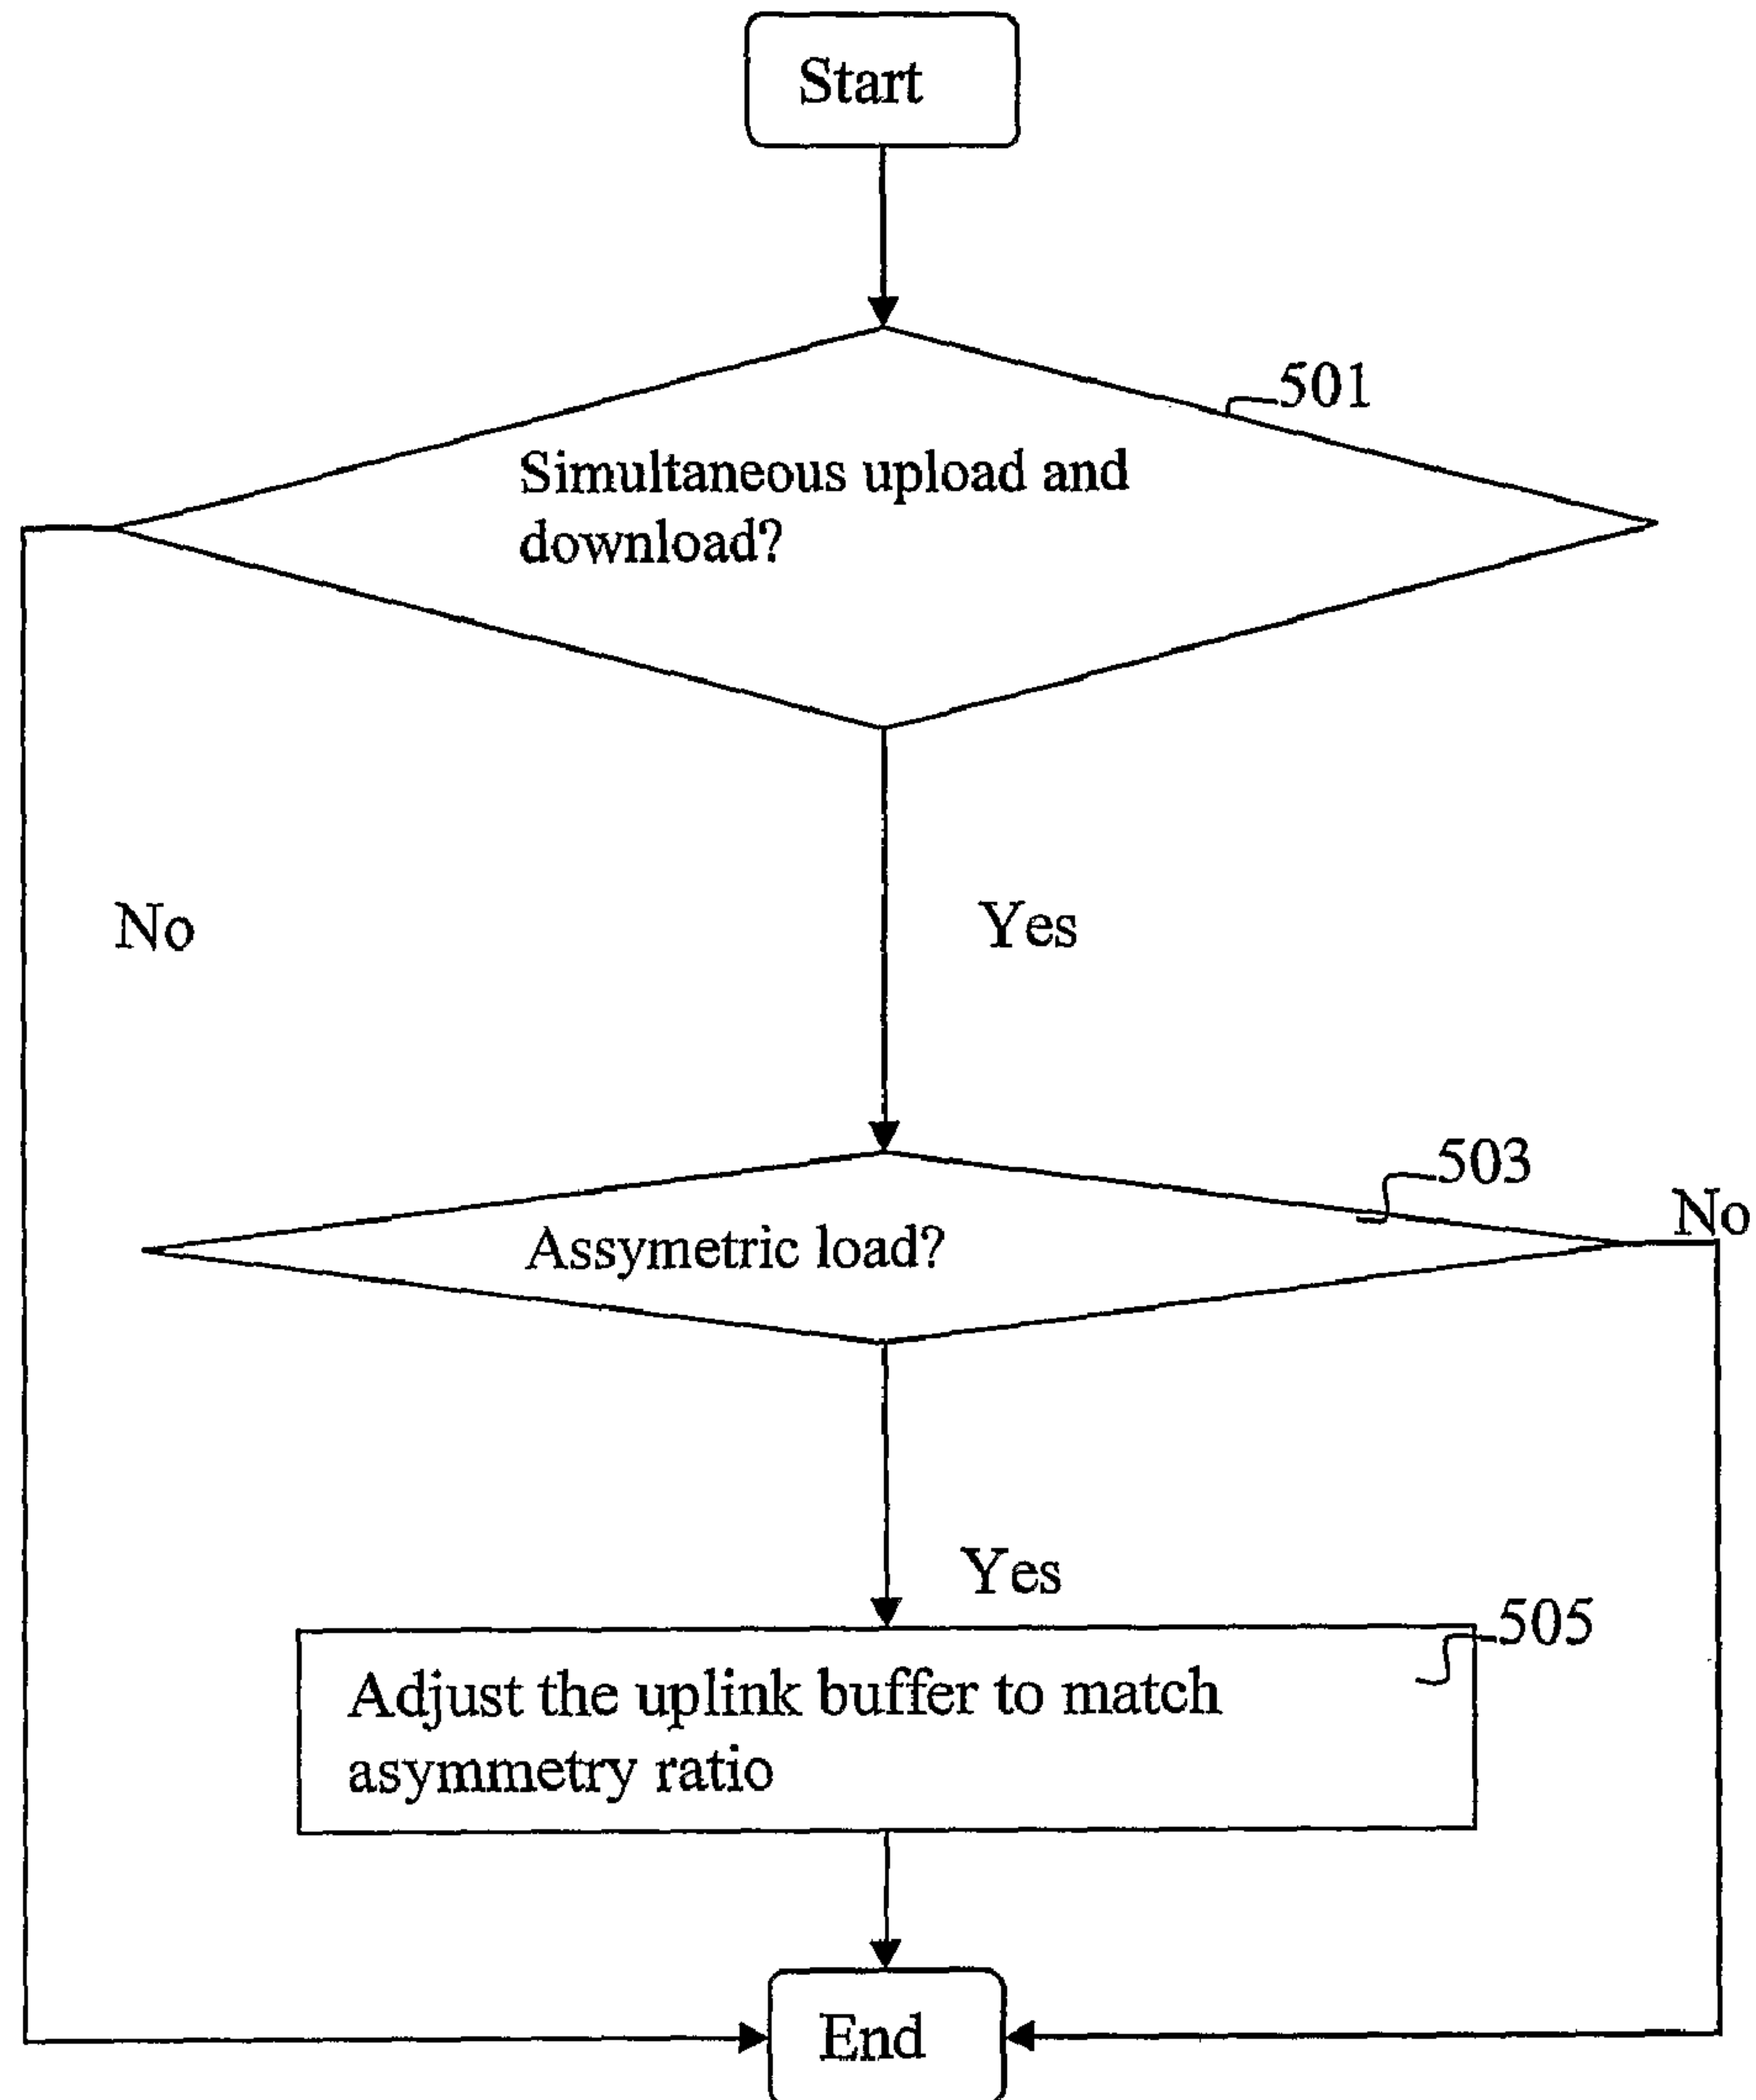 Start
501
Simultaneous upload and
download?
No
Yes
503
No
Assymetric load?
Yes
505
Adjust the uplink buffer to match
asymmetry ratio
End